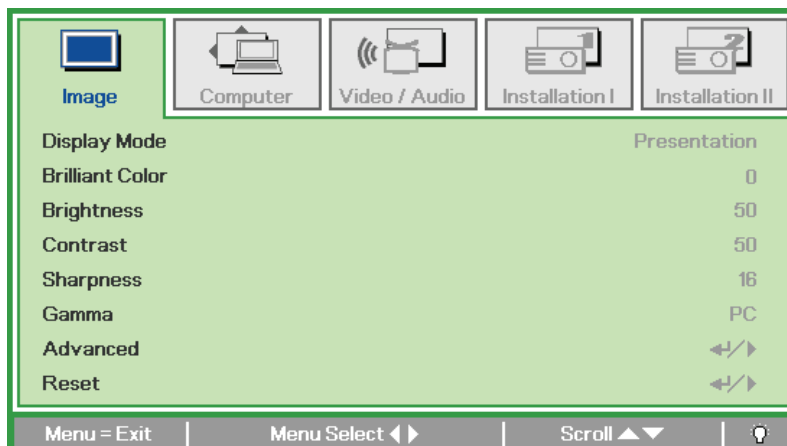 Image Computer Video / Audio Installation I Installation II
Display Mode Presentation
Brilliant Color 0
Brightness 50
Contrast 50
Sharpness 16
Gamma PC
Advanced
Reset
Menu = Exit Menu Select Scroll